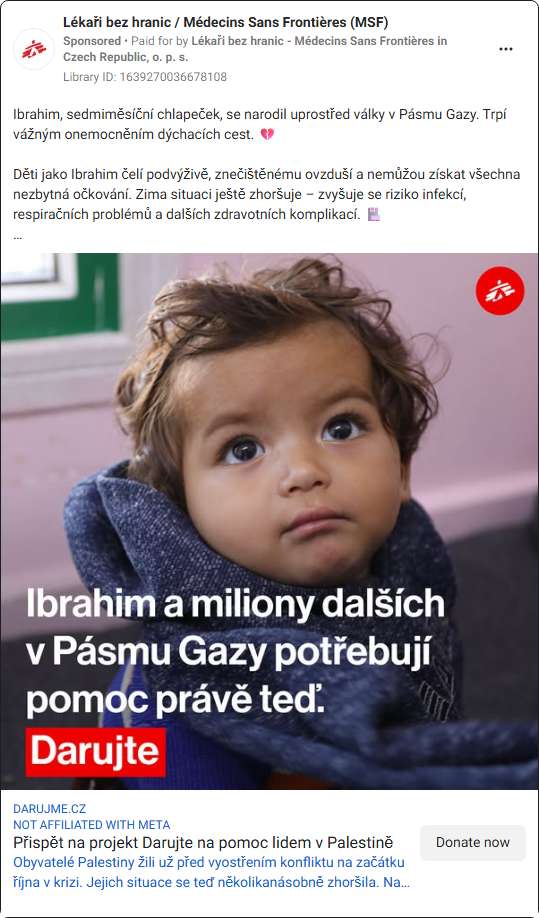 Lékaři bez hranic / Médecins Sans Frontières (MSF)
Sponsored • Paid for by Lékaři bez hranic - Médecins Sans Frontières in
Czech Republic, o. p. s.
Library ID: 1639270036678108
Ibrahim, sedmiměsíční chlapeček, se narodil uprostřed války v Pásmu Gazy. Trpí
vážným onemocněním dýchacích cest. 💔
Děti jako Ibrahim čelí podvýživě, znečištěnému ovzduší a nemůžou získat všechna
nezbytná očkování. Zima situaci ještě zhoršuje – zvyšuje se riziko infekcí,
respiračních problémů a dalších zdravotních komplikací.
...
Ibrahim a miliony dalších
v Pásmu Gazy potřebují
pomoc právě teď.
Darujte
DARUJME.CZ
NOT AFFILIATED WITH META
Přispět na projekt Darujte na pomoc lidem v Palestině
Donate now
Obyvatelé Palestiny žili už před vyostřením konfliktu na začátku
října v krizi. Jejich situace se teď několikanásobně zhoršila. Na...